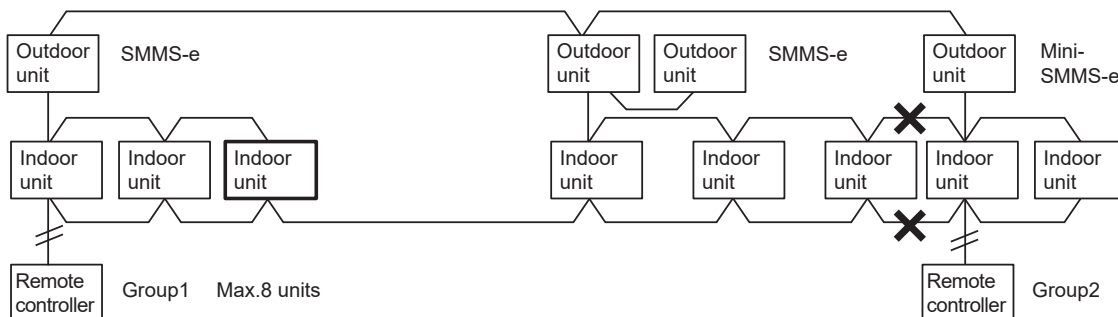 Outdoor
unit
SMMS-e
Outdoor
unit
Outdoor
unit
SMMS-e
Outdoor
unit
Mini-
SMMS-e
Indoor
unit
Indoor
unit
Indoor
unit
Indoor
unit
Indoor
unit
Indoor
unit
Indoor
unit
Indoor
unit
Remote
controller
Group1
Max.8 units
Remote
controller
Group2